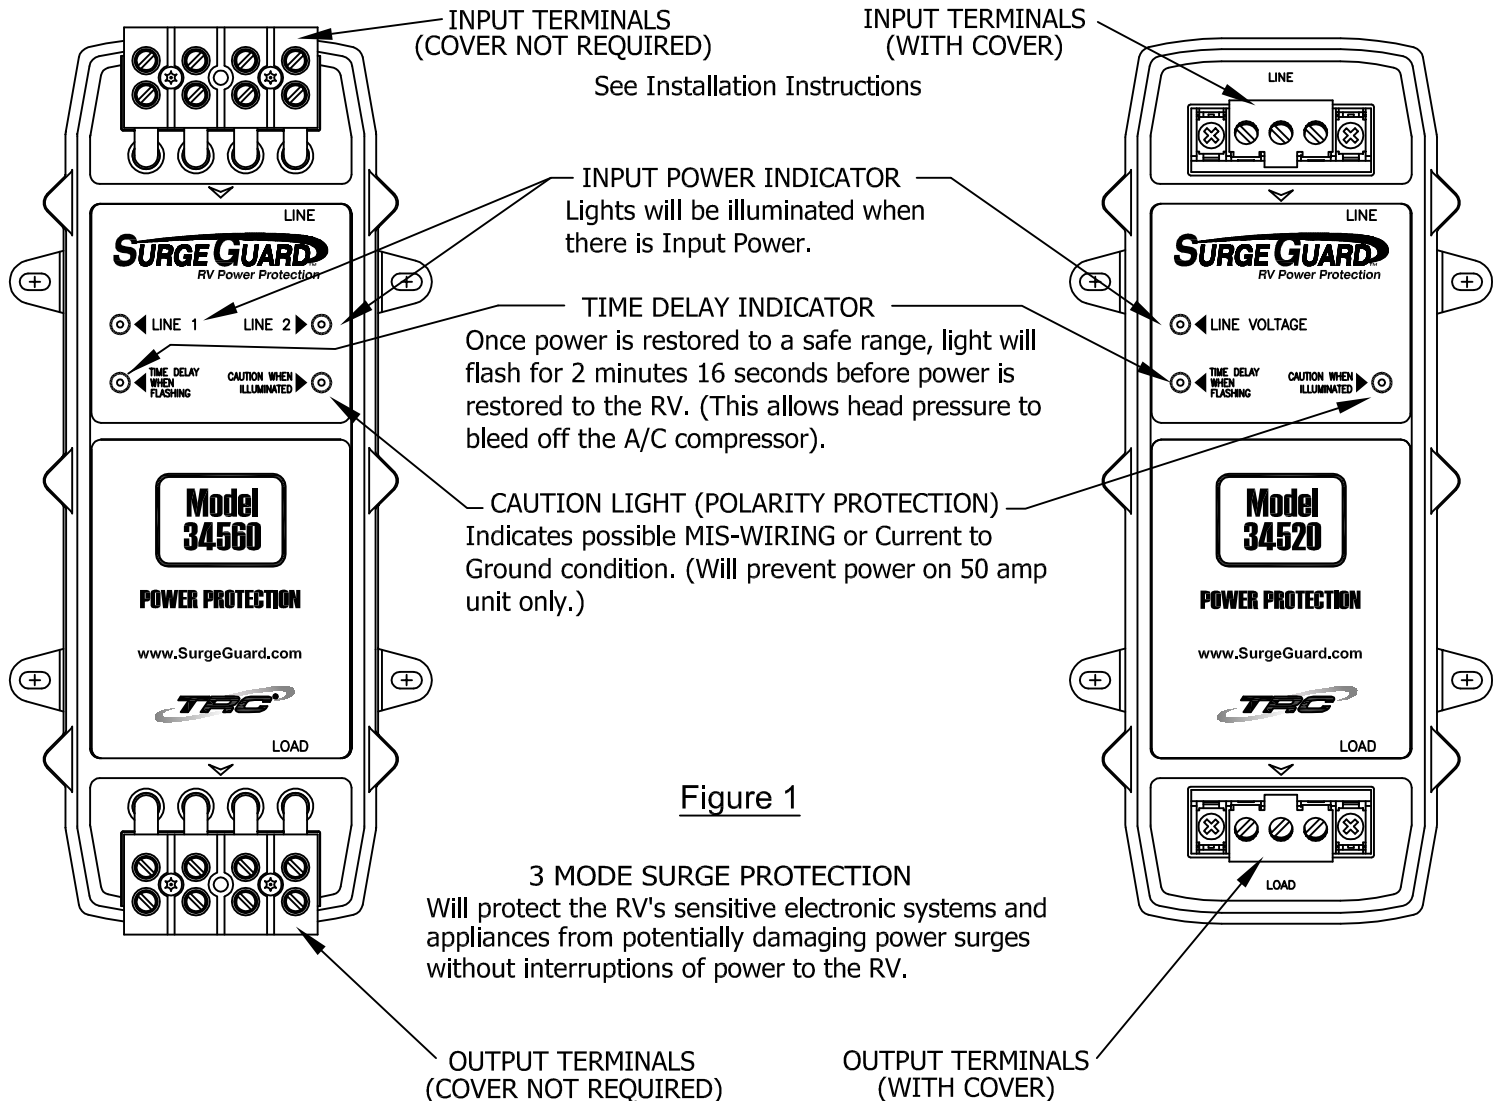 INPUT TERMINALS
(COVER NOT REQUIRED)
INPUT TERMINALS
(WITH COVER)
See Installation Instructions
LINE
INPUT POWER INDICATOR
Lights will be illuminated when
there is Input Power.
LINE
SURGE GUARD™
RV Power Protection
LINE 1
LINE 2
TIME DELAY
WHEN
FLASHING
CAUTION WHEN
ILLUMINATED
LINE
SURGE GUARD™
RV Power Protection
LINE VOLTAGE
TIME DELAY
WHEN
FLASHING
CAUTION WHEN
ILLUMINATED
TIME DELAY INDICATOR
Once power is restored to a safe range, light will
flash for 2 minutes 16 seconds before power is
restored to the RV. (This allows head pressure to
bleed off the A/C compressor).
CAUTION LIGHT (POLARITY PROTECTION)
Indicates possible MIS-WIRING or Current to
Ground condition. (Will prevent power on 50 amp
unit only.)
Model
34560
POWER PROTECTION
www.SurgeGuard.com
TRC®
LOAD
Model
34520
POWER PROTECTION
www.SurgeGuard.com
TRC
LOAD
Figure 1
3 MODE SURGE PROTECTION
Will protect the RV's sensitive electronic systems and
appliances from potentially damaging power surges
without interruptions of power to the RV.
LOAD
OUTPUT TERMINALS
(COVER NOT REQUIRED)
OUTPUT TERMINALS
(WITH COVER)